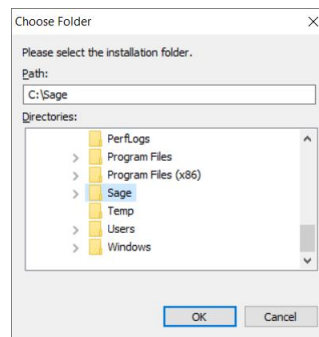 Choose Folder
Please select the installation folder.
Path:
C:\Sage
Directories:
PerfLogs
Program Files
Program Files (x86)
Sage
Temp
Users
Windows
OK Cancel